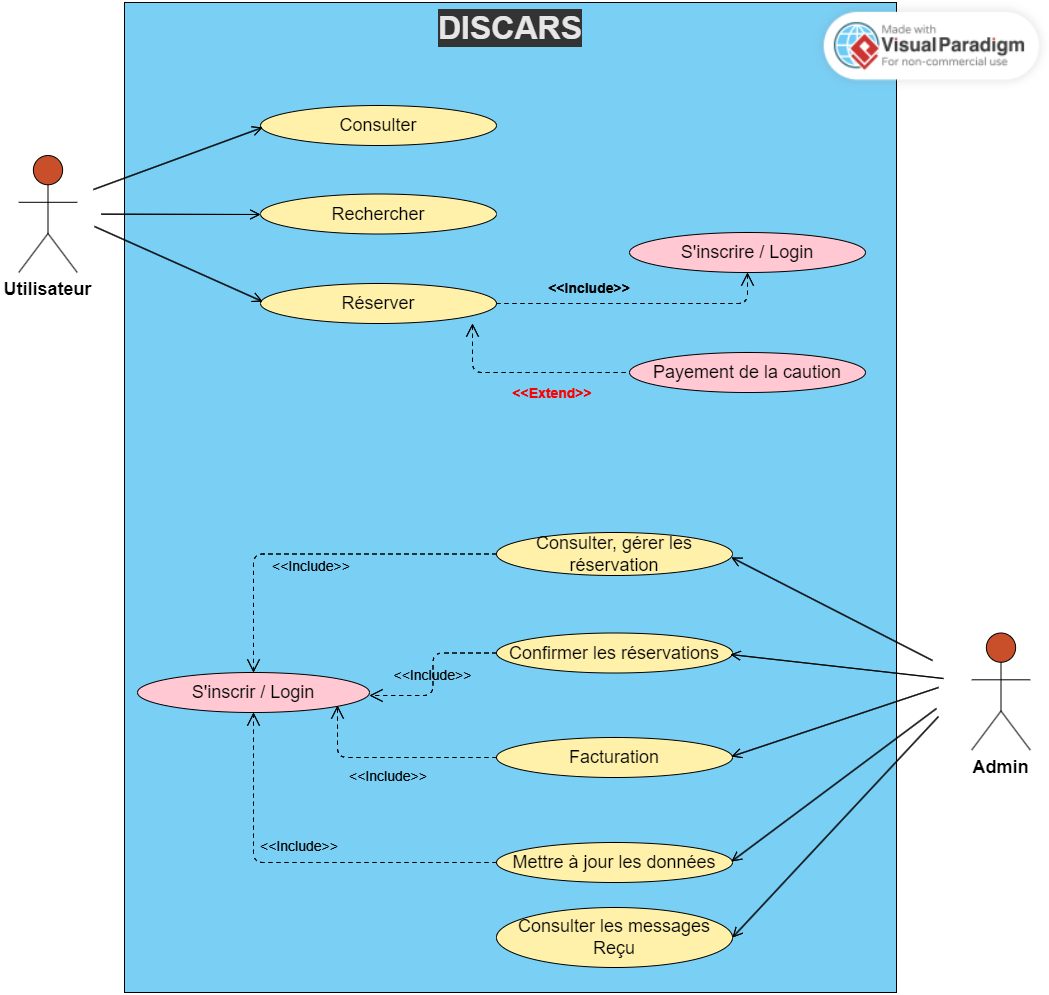 DISCARS
Made with
VisualParadigm
For non-commercial use
Consulter
Rechercher
Utilisateur
Réserver
S'inscrire / Login
<<Include>>
Payement de la caution
<<Extend>>
Consulter, gérer les
réservation
<<Include>>
Confirmer les réservations
<<Include>>
S'inscrir / Login
Facturation
<<Include>>
Admin
<<Include>>
Mettre à jour les données
Consulter les messages
Reçu